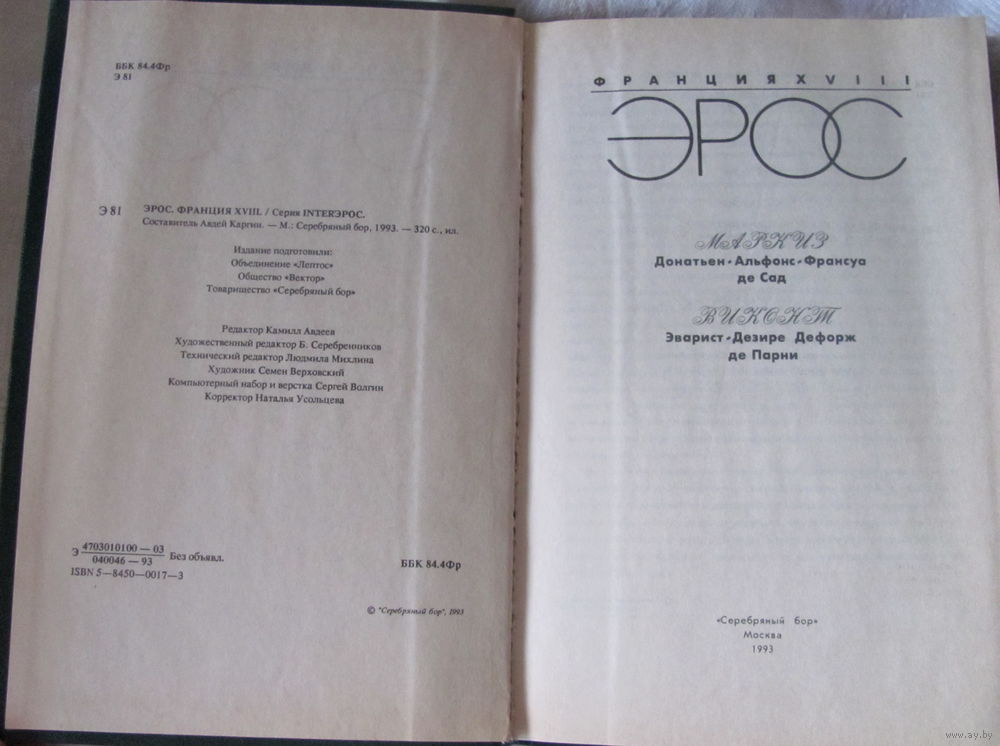 ББК 84.4Фр
Э 81
Э 81
ЭРОС. ФРАНЦИЯ XVIII. / Серия INTERЭРОС.
Составитель Авдей Каргин. — М.: Серебряный бор, 1993. — 320 с., ил.
Издание подготовили:
Объединение «Лептос»
Общество «Вектор»
Товарищество «Серебряный бор»
Редактор Камилл Авдеев
Художественный редактор Б. Серебренников
Технический редактор Людмила Михлина
Художник Семен Верховский
Компьютерный набор и верстка Сергей Волгин
Корректор Наталья Усольцева
Э 4703010100 — 03
040046 — 93
Без объявл.
ISBN 5—8450—0017—3
ББК 84.4Фр
© "Серебряный бор", 1993
ФРАНЦИЯ XVIII
ЭРОС
МАРКИЗ
Донатьен-Альфонс-Франсуа
де Сад
ВИКОНТ
Эварист-Дезире Дефорж
де Парни
«Серебряный бор»
Москва
1993
www.ay.by